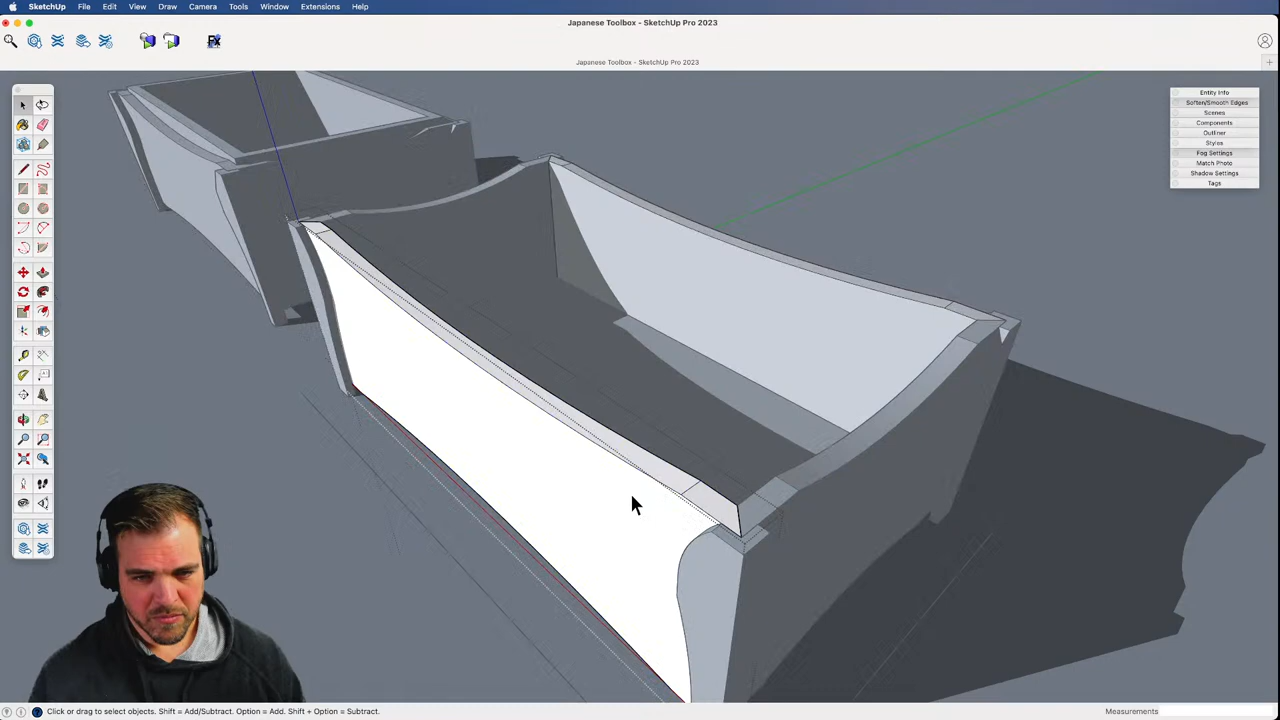 SketchUp File Edit View Draw Camera Tools Window Extensions Help
Japanese Toolbox - SketchUp Pro 2023
Japanese Toolbox - SketchUp Pro 2023
Entity Info
Soften/Smooth Edges
Scenes
Components
Outliner
Styles
Fog Settings
Match Photo
Shadow Settings
Tags
Click or drag to select objects. Shift = Add/Subtract. Option = Add. Shift + Option = Subtract.
Measurements